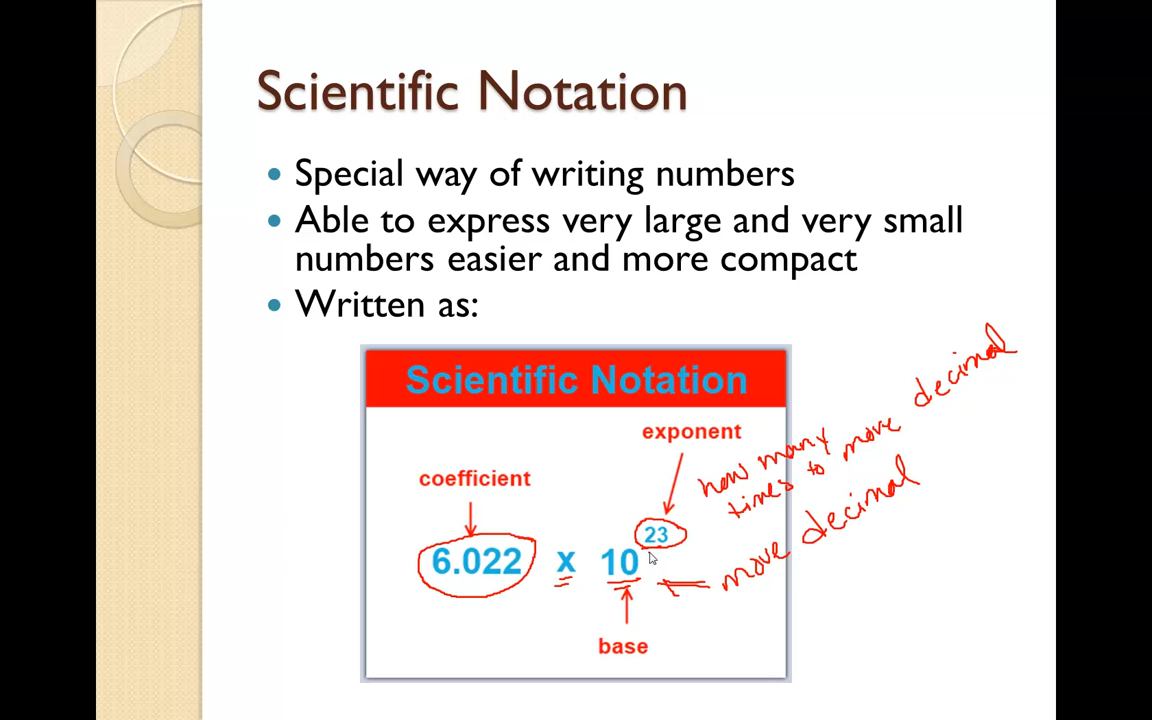 Scientific Notation
• Special way of writing numbers
• Able to express very large and very small
numbers easier and more compact
• Written as:
Scientific Notation
exponent
how many
times to move decimal
coefficient
23
6.022 x 10
move decimal
base